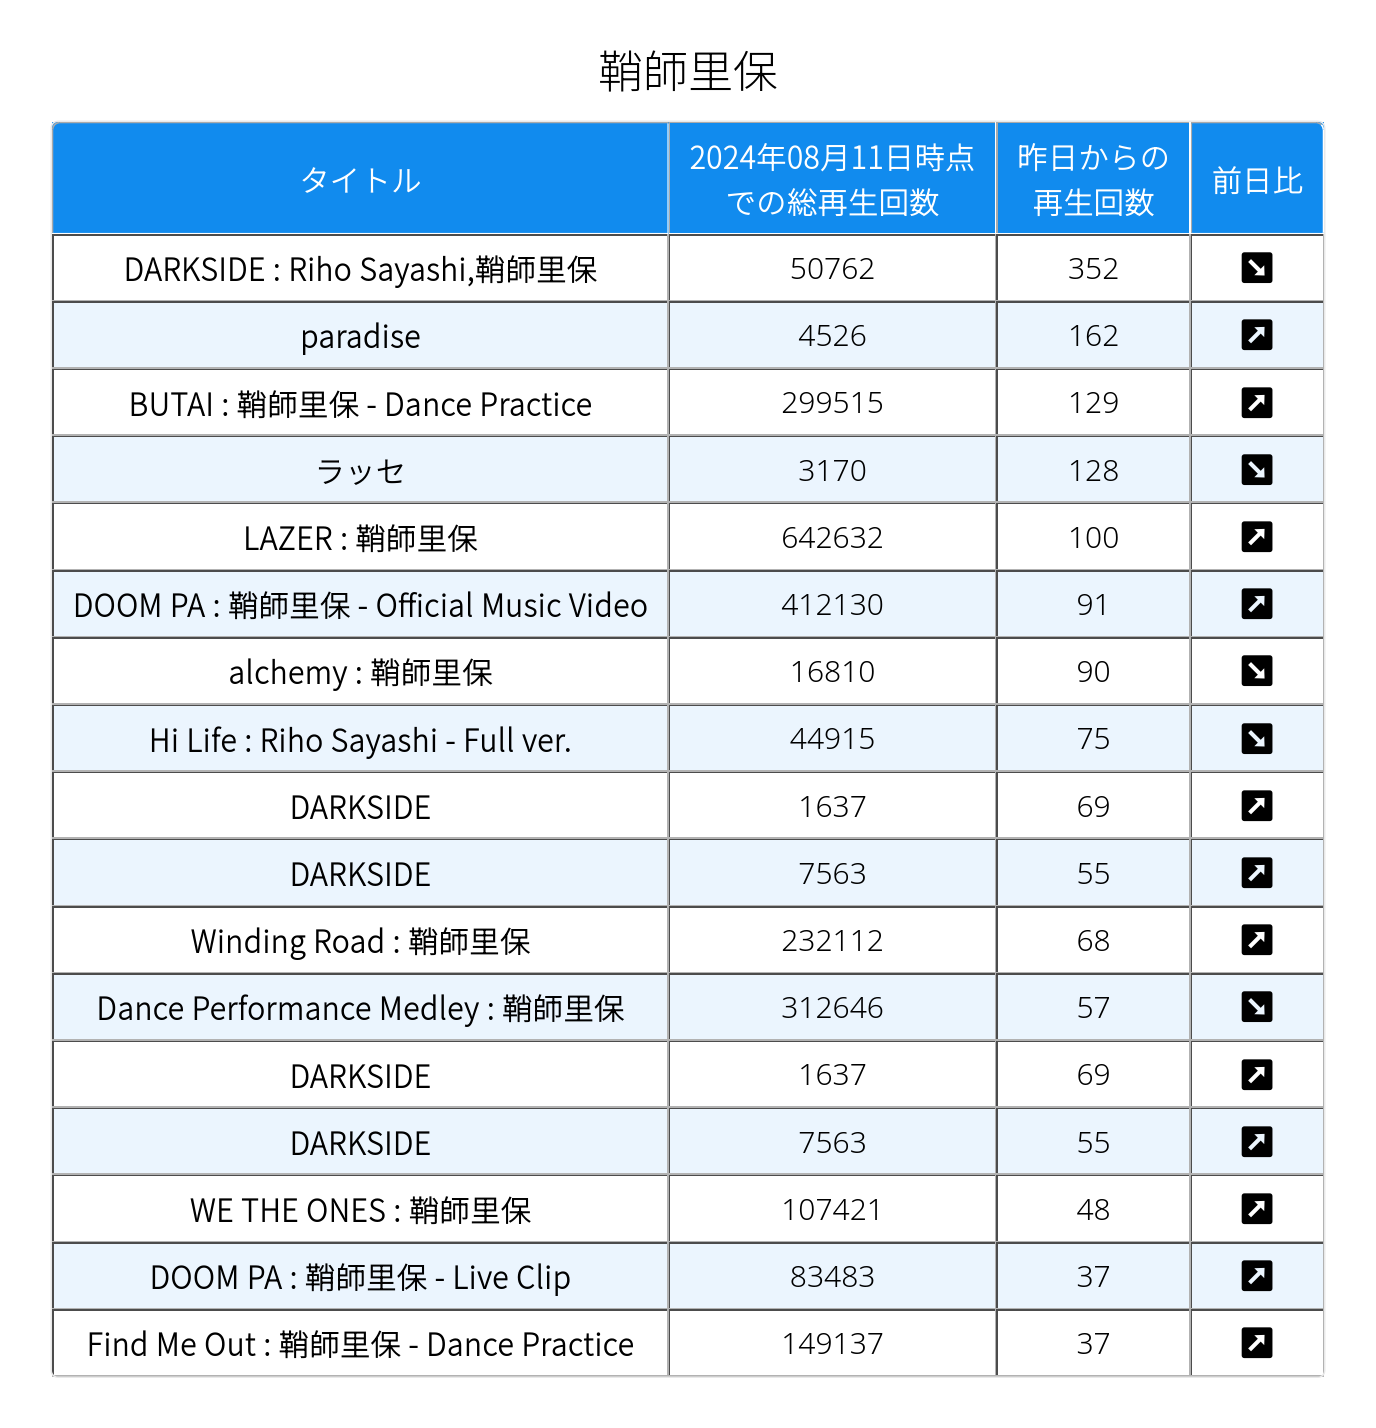 鞘師里保
タイトル 2024年08月11日時点 昨日からの 前日比
での総再生回数 再生回数
DARKSIDE : Riho Sayashi,鞘師里保 50762 352 ↘
paradise 4526 162 ↗
BUTAI : 鞘師里保 - Dance Practice 299515 129 ↗
ラッセ 3170 128 ↘
LAZER : 鞘師里保 642632 100 ↗
DOOM PA : 鞘師里保 - Official Music Video 412130 91 ↗
alchemy : 鞘師里保 16810 90 ↘
Hi Life : Riho Sayashi - Full ver. 44915 75 ↘
DARKSIDE 1637 69 ↗
DARKSIDE 7563 55 ↗
Winding Road : 鞘師里保 232112 68 ↗
Dance Performance Medley : 鞘師里保 312646 57 ↘
DARKSIDE 1637 69 ↗
DARKSIDE 7563 55 ↗
WE THE ONES : 鞘師里保 107421 48 ↗
DOOM PA : 鞘師里保 - Live Clip 83483 37 ↗
Find Me Out : 鞘師里保 - Dance Practice 149137 37 ↗